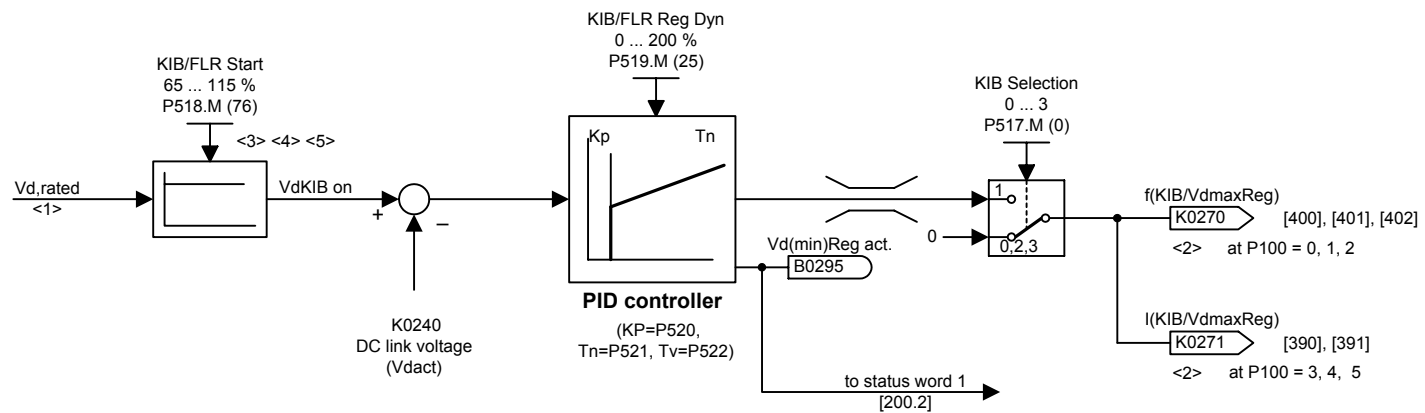 KIB/FLR Reg Dyn
0 ... 200 %
P519.M (25)
KIB/FLR Start
65 ... 115 %
P518.M (76)
KIB Selection
0 ... 3
P517.M (0)
<3> <4> <5>
Kp
Tn
Vd,rated
<1>
VdKIB on
+
–
1
0
0,2,3
f(KIB/VdmaxReg)
K0270
[400], [401], [402]
<2> at P100 = 0, 1, 2
Vd(min)Reg act.
B0295
PID controller
(KP=P520,
Tn=P521, Tv=P522)
K0240
DC link voltage
(Vdact)
I(KIB/VdmaxReg)
K0271
[390], [391]
<2> at P100 = 3, 4, 5
to status word 1
[200.2]